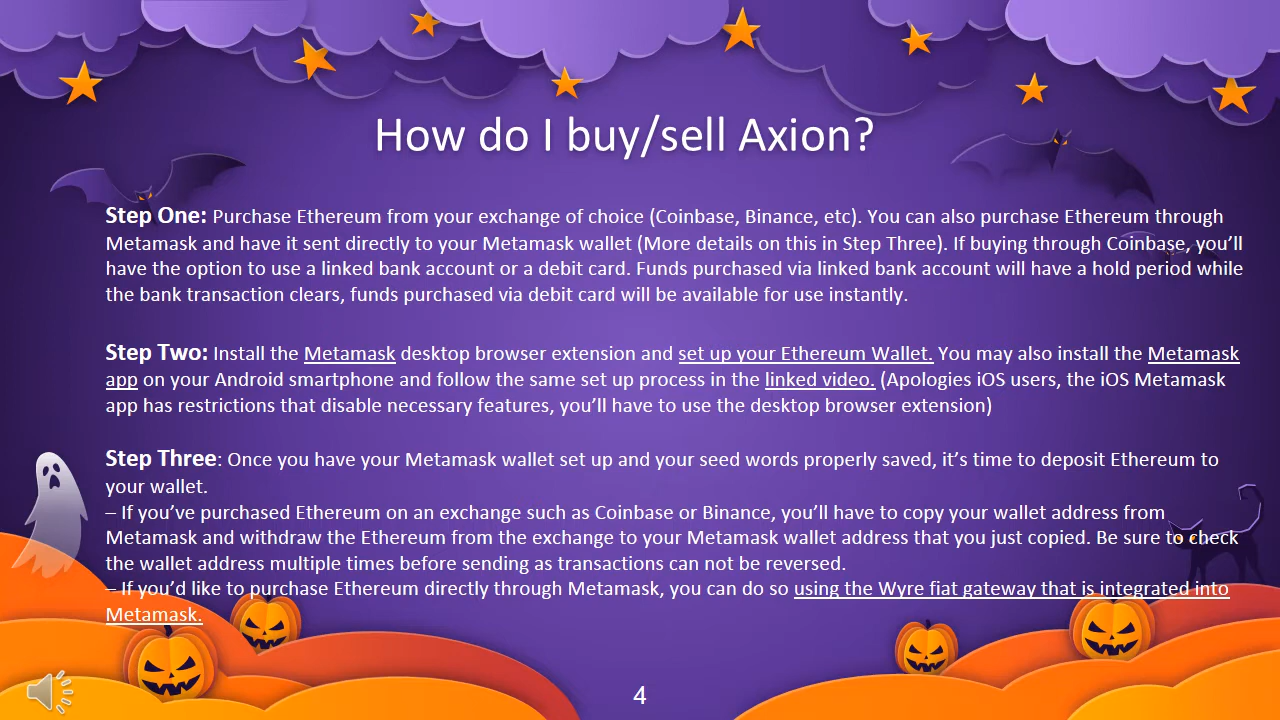 How do I buy/sell Axion?
Step One: Purchase Ethereum from your exchange of choice (Coinbase, Binance, etc). You can also purchase Ethereum through
Metamask and have it sent directly to your Metamask wallet (More details on this in Step Three). If buying through Coinbase, you’ll
have the option to use a linked bank account or a debit card. Funds purchased via linked bank account will have a hold period while
the bank transaction clears, funds purchased via debit card will be available for use instantly.
Step Two: Install the Metamask desktop browser extension and set up your Ethereum Wallet. You may also install the Metamask
app on your Android smartphone and follow the same set up process in the linked video. (Apologies iOS users, the iOS Metamask
app has restrictions that disable necessary features, you’ll have to use the desktop browser extension)
Step Three: Once you have your Metamask wallet set up and your seed words properly saved, it’s time to deposit Ethereum to
your wallet.
– If you’ve purchased Ethereum on an exchange such as Coinbase or Binance, you’ll have to copy your wallet address from
Metamask and withdraw the Ethereum from the exchange to your Metamask wallet address that you just copied. Be sure to check
the wallet address multiple times before sending as transactions can not be reversed.
– If you’d like to purchase Ethereum directly through Metamask, you can do so using the Wyre fiat gateway that is integrated into
Metamask.
4